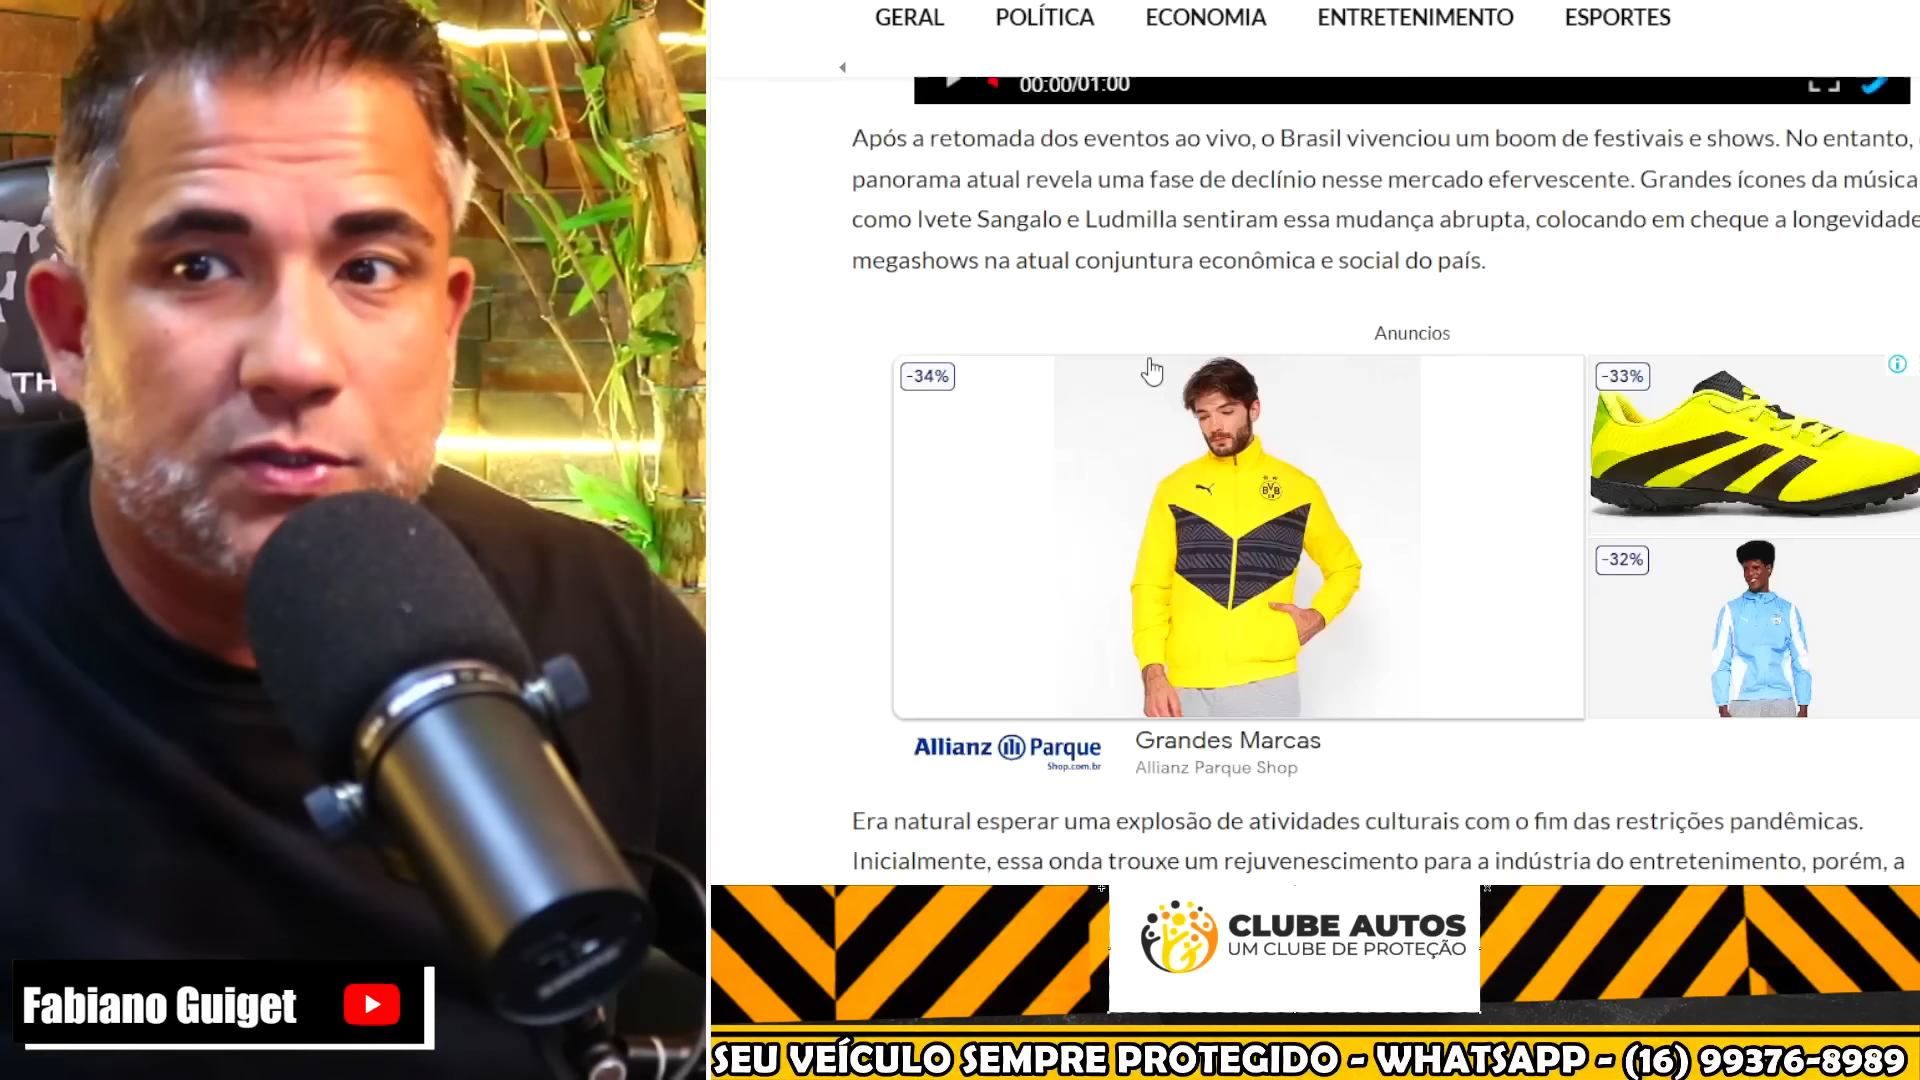 GERAL POLÍTICA ECONOMIA ENTRETENIMENTO ESPORTES
00:00/01:00
Após a retomada dos eventos ao vivo, o Brasil vivenciou um boom de festivais e shows. No entanto,
panorama atual revela uma fase de declínio nesse mercado efervescente. Grandes ícones da música
como Ivete Sangalo e Ludmilla sentiram essa mudança abrupta, colocando em cheque a longevidade
megashows na atual conjuntura econômica e social do país.
Anuncios
-34%
-33%
-32%
BVB
TH
Allianz Parque
Shop.com.br
Grandes Marcas
Allianz Parque Shop
Era natural esperar uma explosão de atividades culturais com o fim das restrições pandêmicas.
Inicialmente, essa onda trouxe um rejuvenescimento para a indústria do entretenimento, porém, a
CLUBE AUTOS
UM CLUBE DE PROTEÇÃO
Fabiano Guiget
SEU VEÍCULO SEMPRE PROTEGIDO - WHATSAPP - (16) 99376-8989